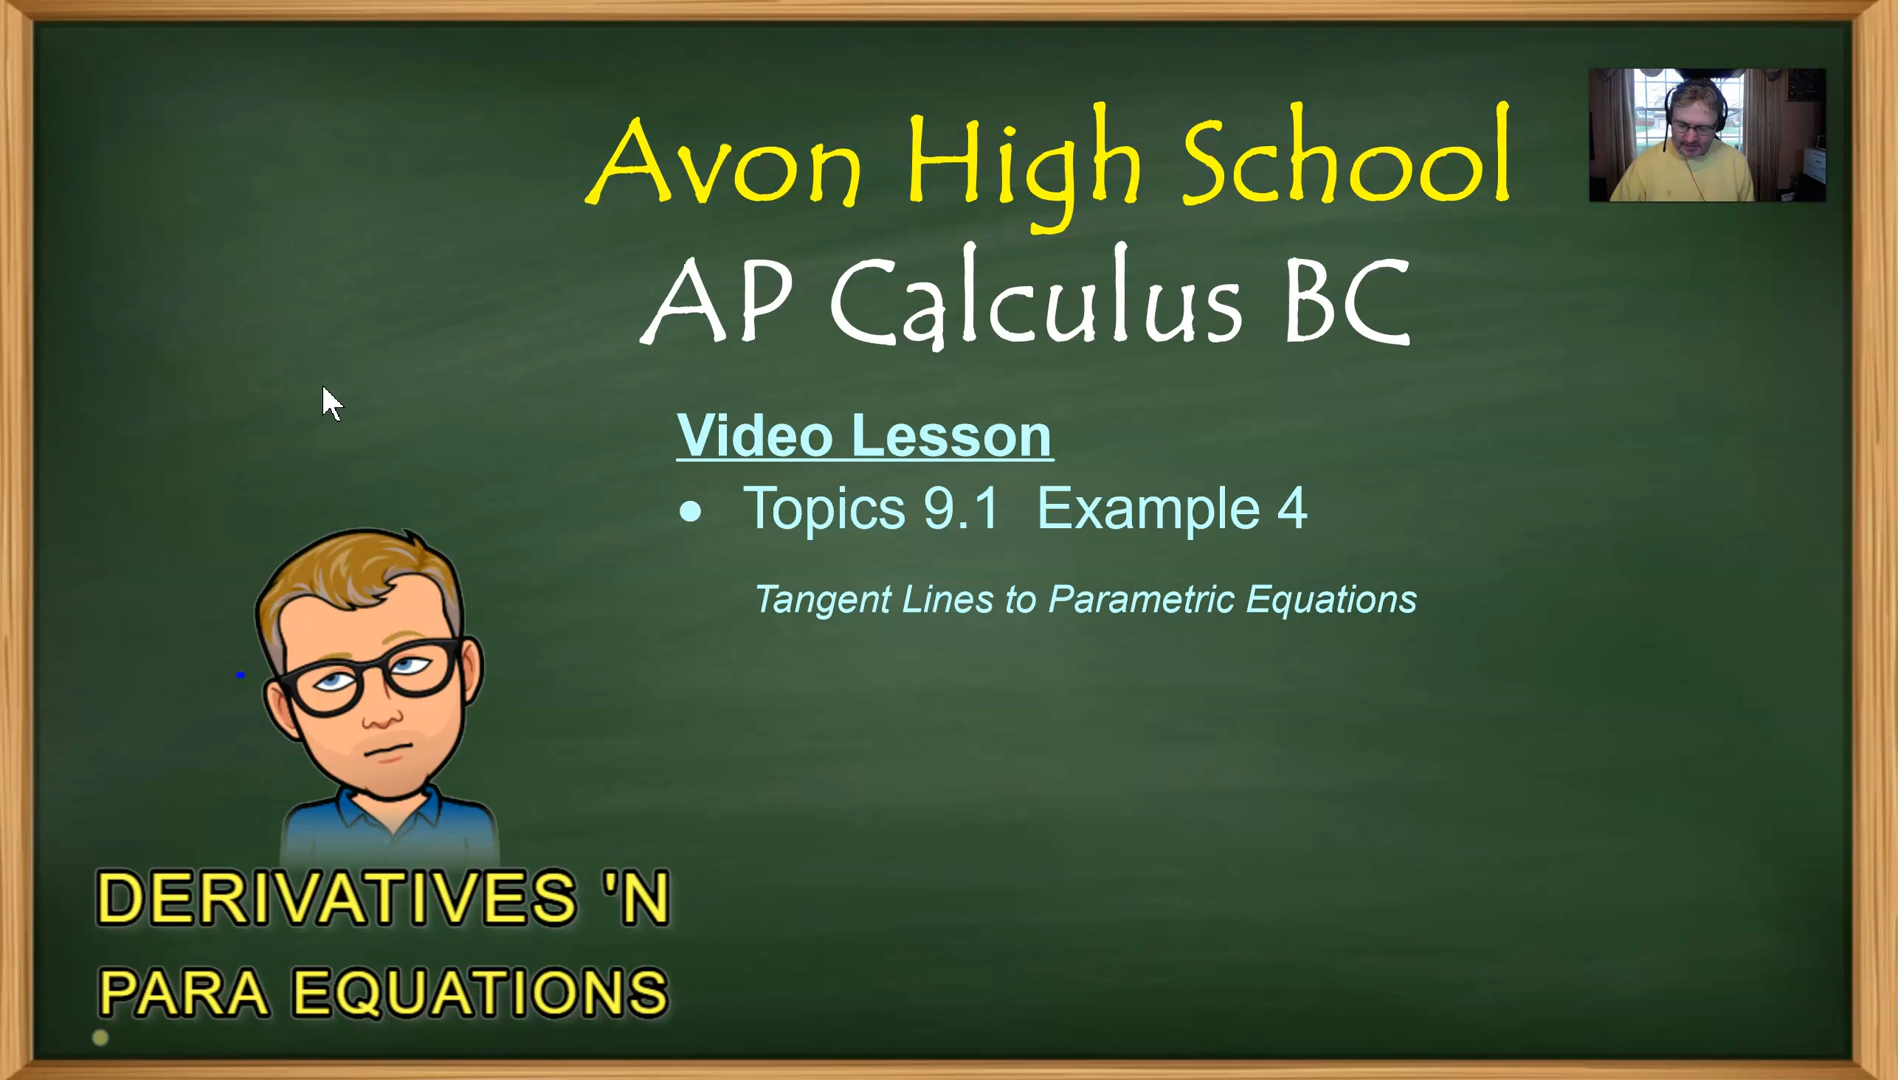 Avon High School
AP Calculus BC
Video Lesson
• Topics 9.1 Example 4
Tangent Lines to Parametric Equations
DERIVATIVES 'N
PARA EQUATIONS